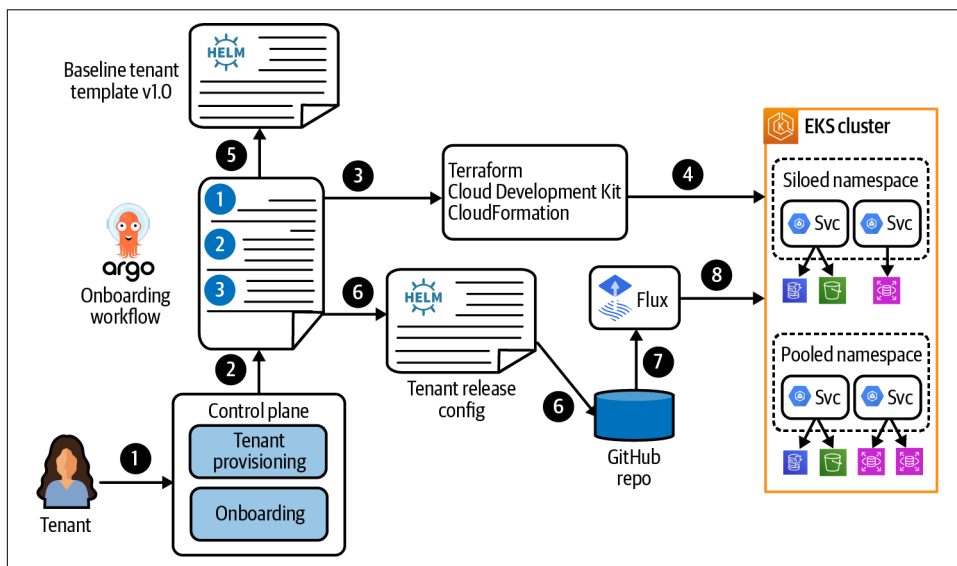 HELM
Baseline tenant
template v1.0
5
3
4
1
2
3
argo
Onboarding
workflow
Terraform
Cloud Development Kit
CloudFormation
EKS cluster
K
Siloed namespace
Svc
Svc
6
HELM
Tenant release
config
Flux
8
7
6
GitHub
repo
Pooled namespace
Svc
Svc
2
Control plane
Tenant
provisioning
Onboarding
1
Tenant